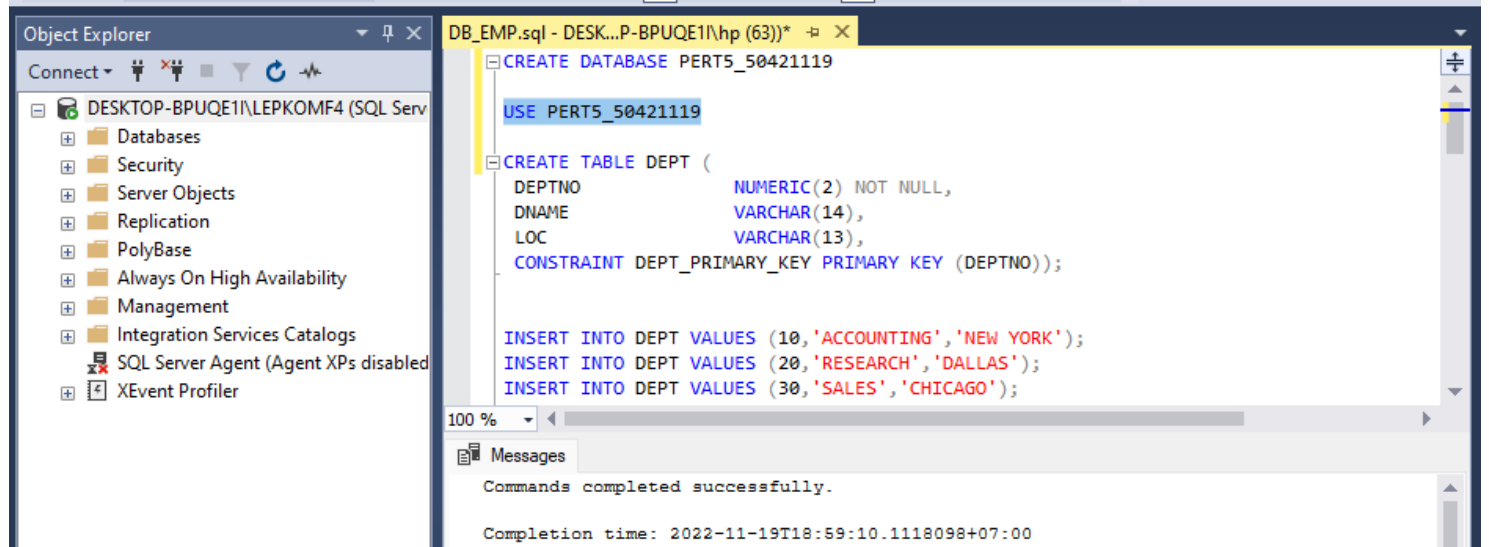 Object Explorer
Connect
DESKTOP-BPUQE1I\LEPKOMF4 (SQL Serv
Databases
Security
Server Objects
Replication
PolyBase
Always On High Availability
Management
Integration Services Catalogs
SQL Server Agent (Agent XPs disabled
XEvent Profiler
DB_EMP.sql - DESK...P-BPUQE1I\hp (63))*
CREATE DATABASE PERT5_50421119
USE PERT5_50421119
CREATE TABLE DEPT (
DEPTNO NUMERIC(2) NOT NULL,
DNAME VARCHAR(14),
LOC VARCHAR(13),
CONSTRAINT DEPT_PRIMARY_KEY PRIMARY KEY (DEPTNO));
INSERT INTO DEPT VALUES (10,'ACCOUNTING','NEW YORK');
INSERT INTO DEPT VALUES (20,'RESEARCH','DALLAS');
INSERT INTO DEPT VALUES (30,'SALES','CHICAGO');
100 %
Messages
Commands completed successfully.
Completion time: 2022-11-19T18:59:10.1118098+07:00